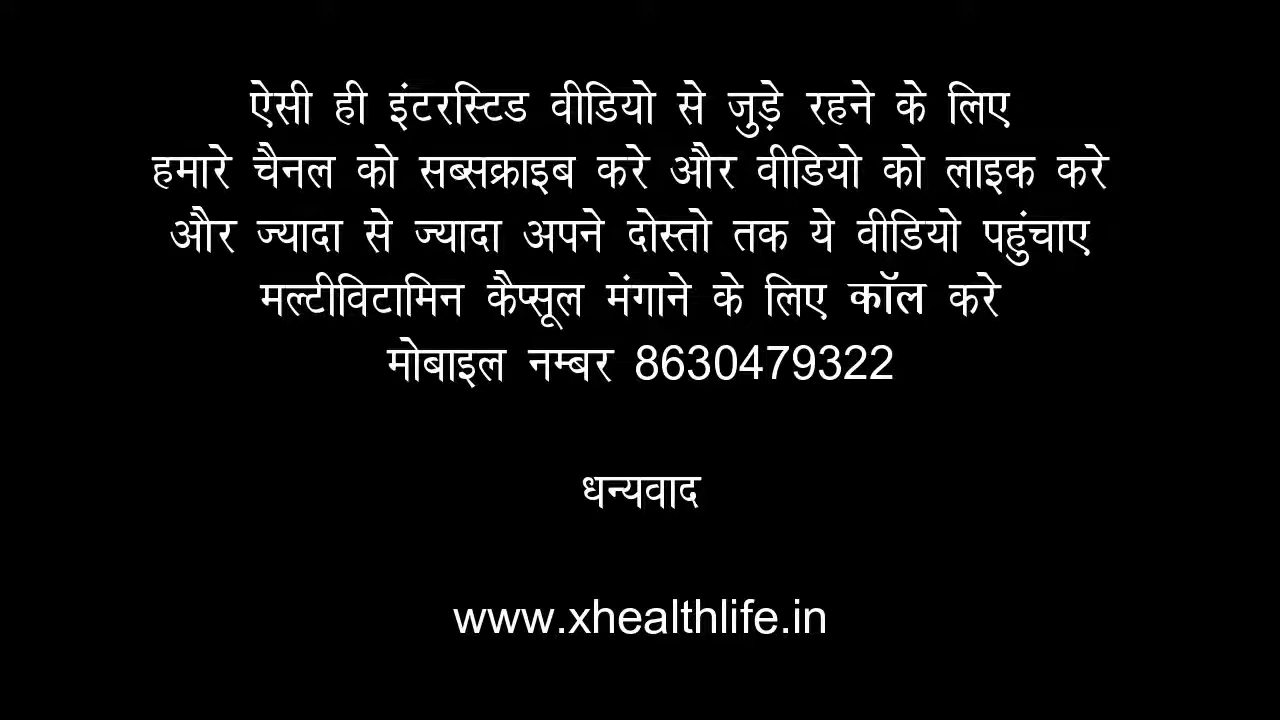 ऐसी ही इंटरस्टिड वीडियो से जुड़े रहने के लिए
हमारे चैनल को सब्सक्राइब करे और वीडियो को लाइक करे
और ज्यादा से ज्यादा अपने दोस्तो तक ये वीडियो पहुंचाए
मल्टीविटामिन कैप्सूल मंगाने के लिए कॉल करे
मोबाइल नम्बर 8630479322
धन्यवाद
www.xhealthlife.in